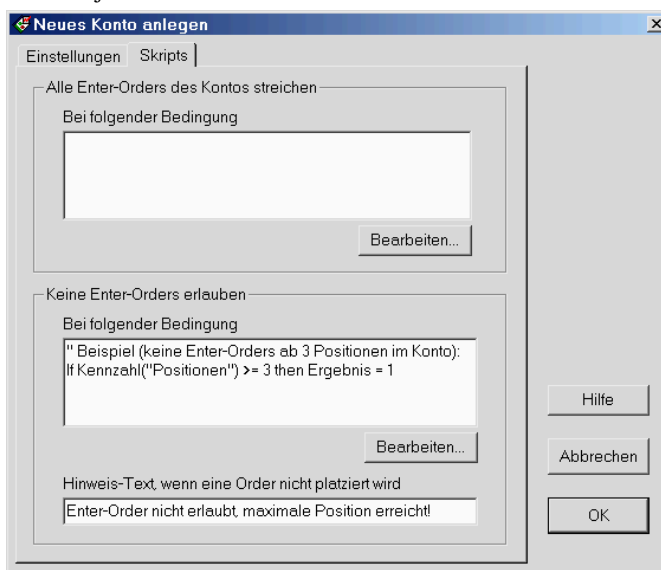 Neues Konto anlegen
Einstellungen Skripts
Alle Enter-Orders des Kontos streichen
Bei folgender Bedingung
Bearbeiten...
Keine Enter-Orders erlauben
Bei folgender Bedingung
" Beispiel (keine Enter-Orders ab 3 Positionen im Konto):
If Kennzahl("Positionen") >= 3 then Ergebnis = 1
Bearbeiten...
Hinweis-Text, wenn eine Order nicht platziert wird
Enter-Order nicht erlaubt, maximale Position erreicht!
Hilfe
Abbrechen
OK